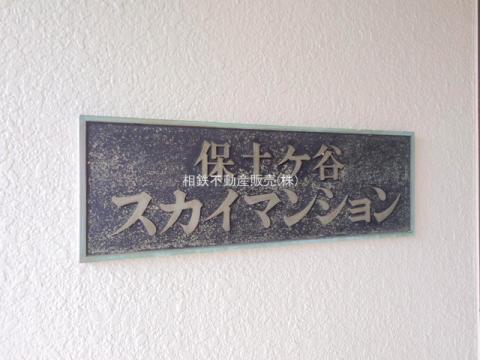 保土ケ谷
相鉄不動産販売(株)
スカイマンション